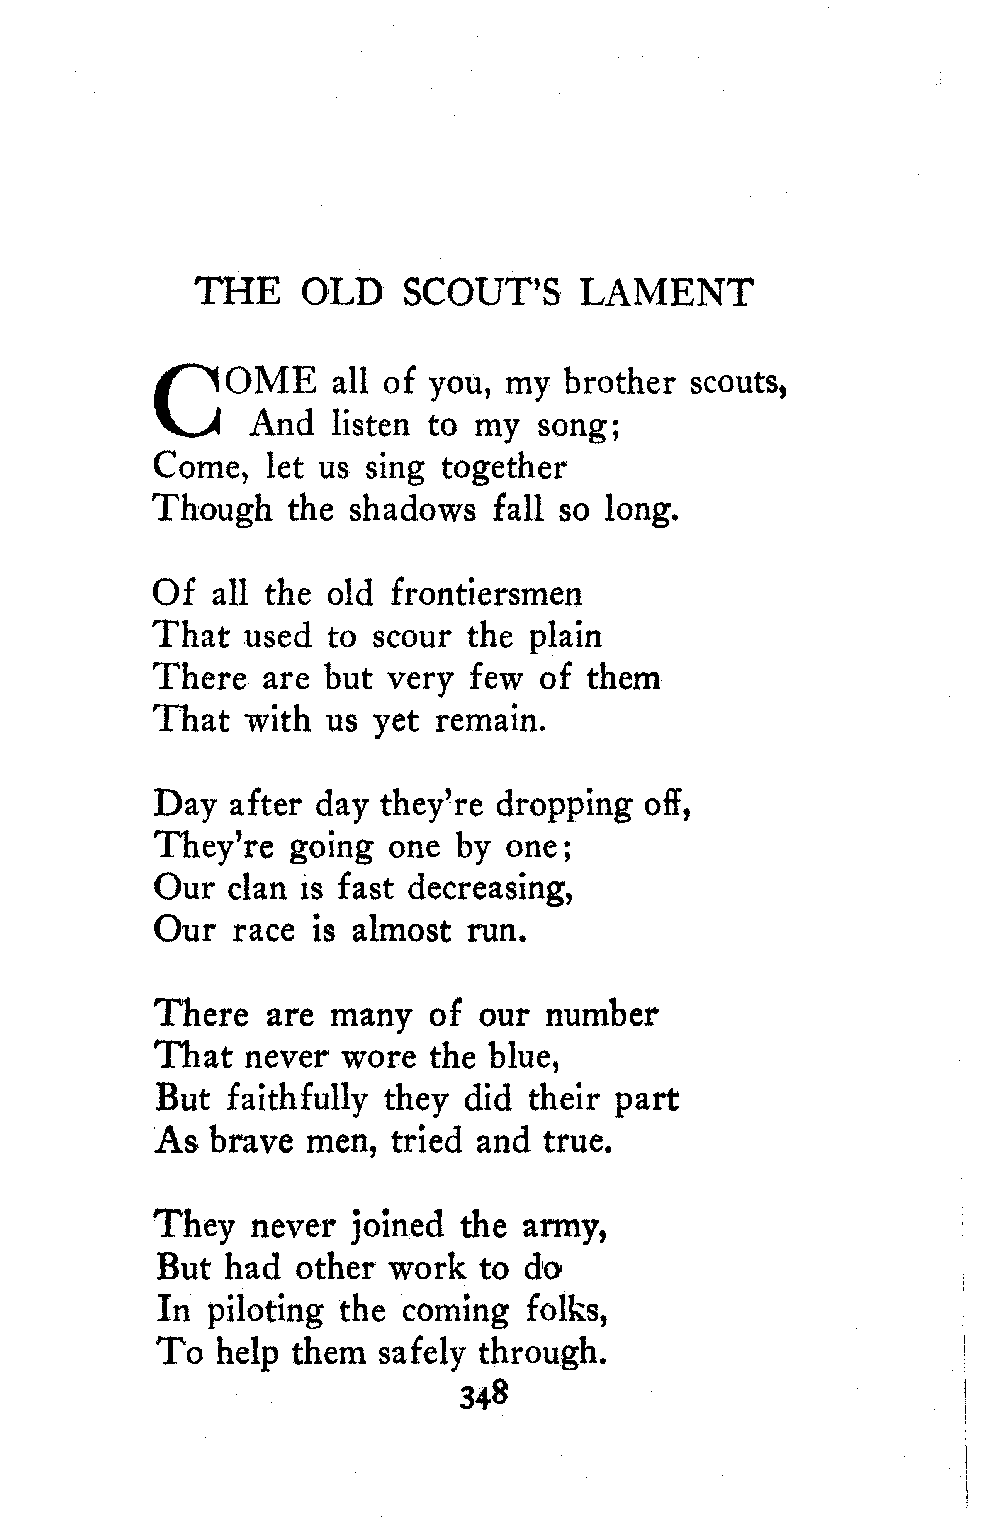 THE OLD SCOUT'S LAMENT
COME all of you, my brother scouts,
And listen to my song;
Come, let us sing together
Though the shadows fall so long.
Of all the old frontiersmen
That used to scour the plain
There are but very few of them
That with us yet remain.
Day after day they're dropping off,
They're going one by one;
Our clan is fast decreasing,
Our race is almost run.
There are many of our number
That never wore the blue,
But faithfully they did their part
As brave men, tried and true.
They never joined the army,
But had other work to do
In piloting the coming folks,
To help them safely through.
348